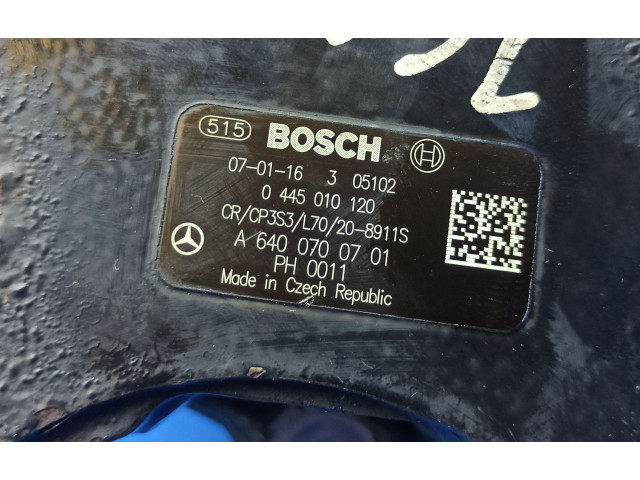 515 BOSCH
07-01-16 3 05102
0 445 010 120
CR/CP3S3/L70/20-8911S
A 640 070 07 01
PH 0011
Made in Czech Republic